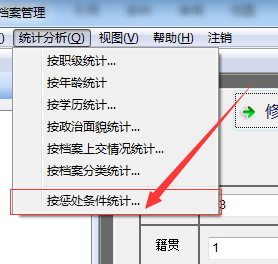 档案管理
统计分析(Q) 视图(V) 帮助(H) 注销
按职级统计...
按年龄统计
按学历统计...
按政治面貌统计...
按档案上交情况统计...
按档案分类统计...
按惩处条件统计...
修
3
籍贯 1